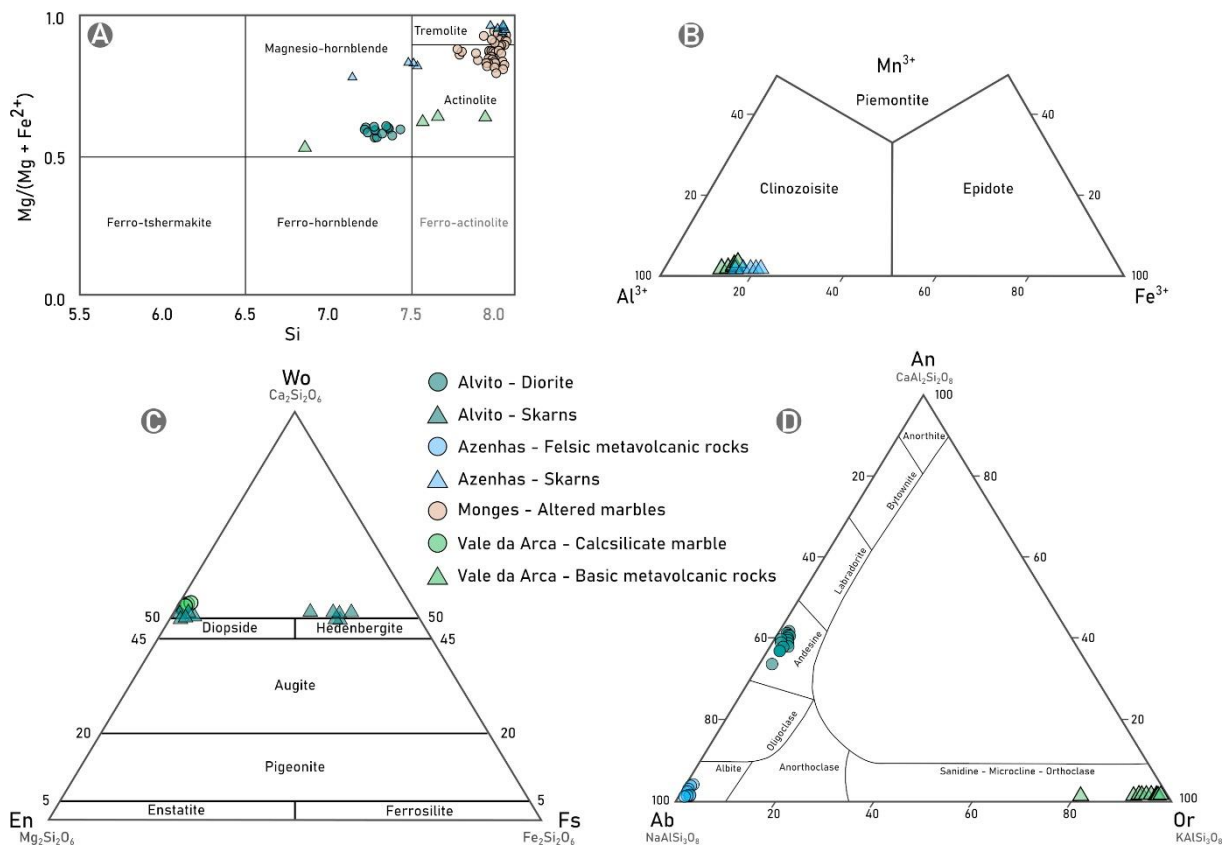 A
1.0
0.5
0.0
Mg/(Mg + Fe2+)
Tremolite
Magnesio-hornblende
Actinolite
Ferro-tshermakite
Ferro-hornblende
Ferro-actinolite
5.5 6.0 6.5 7.0 7.5 8.0
Si
B
Mn3+
Piemontite
40 40
Clinozoisite Epidote
20 20
100 100
Al3+ 20 40 60 80 Fe3+
Wo
Ca2Si2O6
C
50 50
Diopside Hedenbergite
45 45
Augite
20 20
Pigeonite
5 5
Enstatite Ferrosilite
En Fs
Mg2Si2O6 Fe2Si2O6
Alvito - Diorite
Alvito - Skarns
Azenhas - Felsic metavolcanic rocks
Azenhas - Skarns
Monges - Altered marbles
Vale da Arca - Calcsilicate marble
Vale da Arca - Basic metavolcanic rocks
An
CaAl2Si2O8
D
100
Anorthite
20 80
Bytownite
40 60
Labradorite
60 40
Andesine
80 20
Oligoclase
Albite Anorthoclase Sanidine - Microcline - Orthoclase
100 100
20 40 60 80
Ab Or
NaAlSi3O8 KAlSi3O8